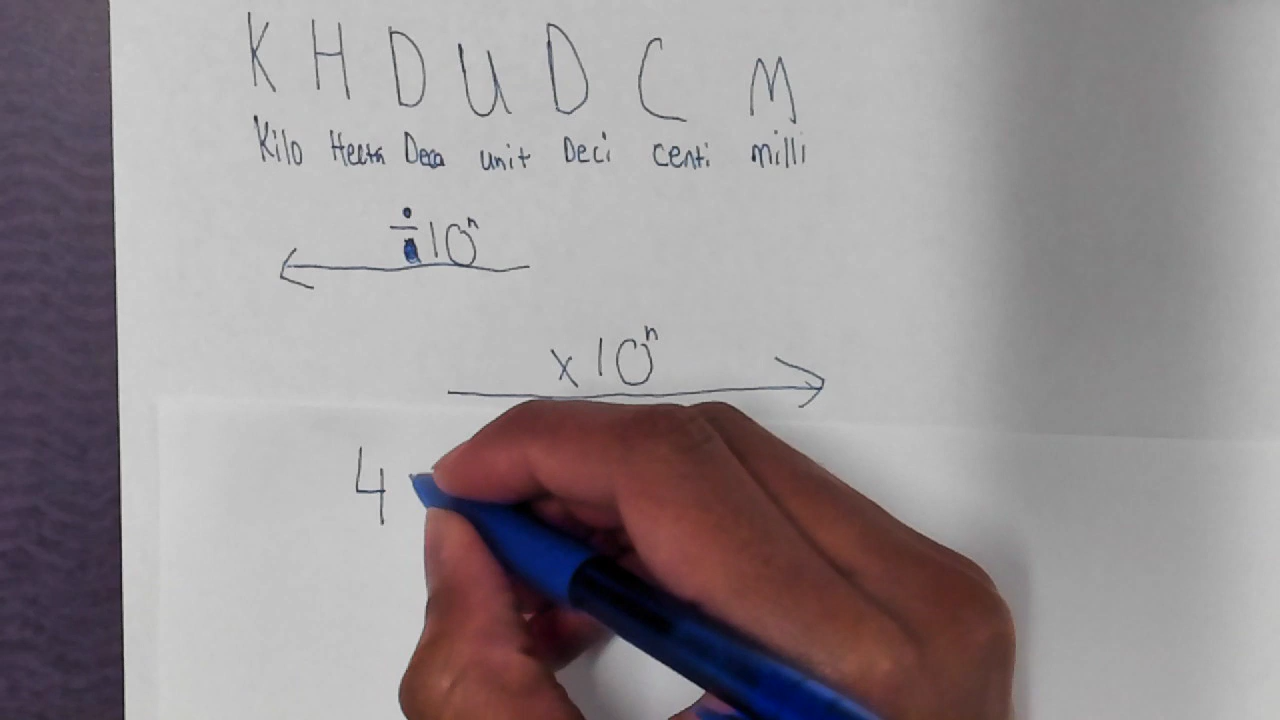 K H D U D C M
Kilo Hecta Deca unit Deci centi milli
÷10ⁿ
x10ⁿ
4